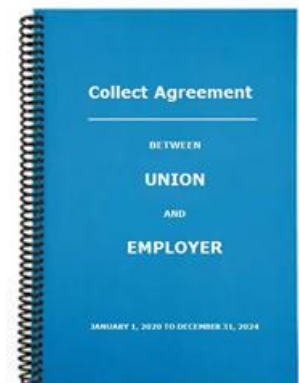 Collect Agreement
BETWEEN
UNION
AND
EMPLOYER
JANUARY 1, 2020 TO DECEMBER 31, 2024